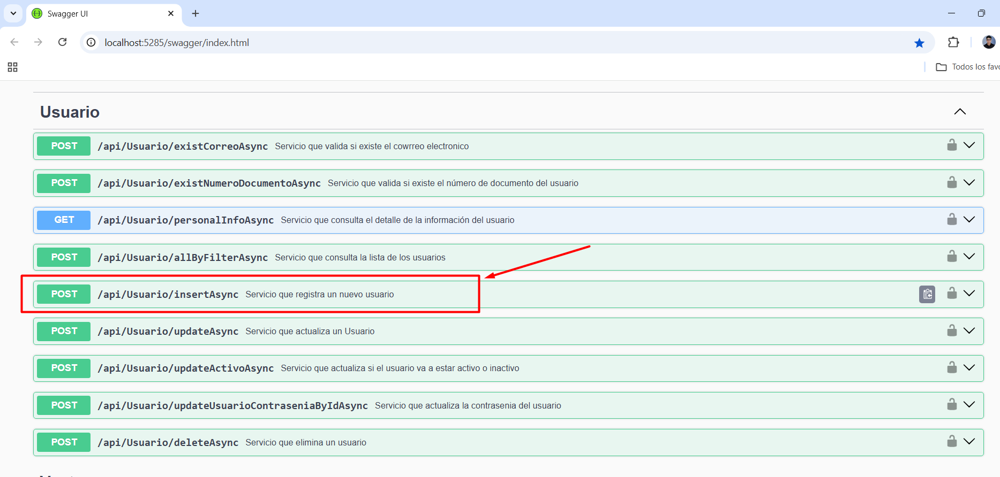 Swagger UI
localhost:5285/swagger/index.html
Todos los favo
Usuario
POST /api/Usuario/existCorreoAsync Servicio que valida si existe el cowrreo electronico
POST /api/Usuario/existNumeroDocumentoAsync Servicio que valida si existe el número de documento del usuario
GET /api/Usuario/personalInfoAsync Servicio que consulta el detalle de la información del usuario
POST /api/Usuario/allByFilterAsync Servicio que consulta la lista de los usuarios
POST /api/Usuario/insertAsync Servicio que registra un nuevo usuario
POST /api/Usuario/updateAsync Servicio que actualiza un Usuario
POST /api/Usuario/updateActivoAsync Servicio que actualiza si el usuario va a estar activo o inactivo
POST /api/Usuario/updateUsuarioContraseniaByIdAsync Servicio que actualiza la contrasenia del usuario
POST /api/Usuario/deleteAsync Servicio que elimina un usuario